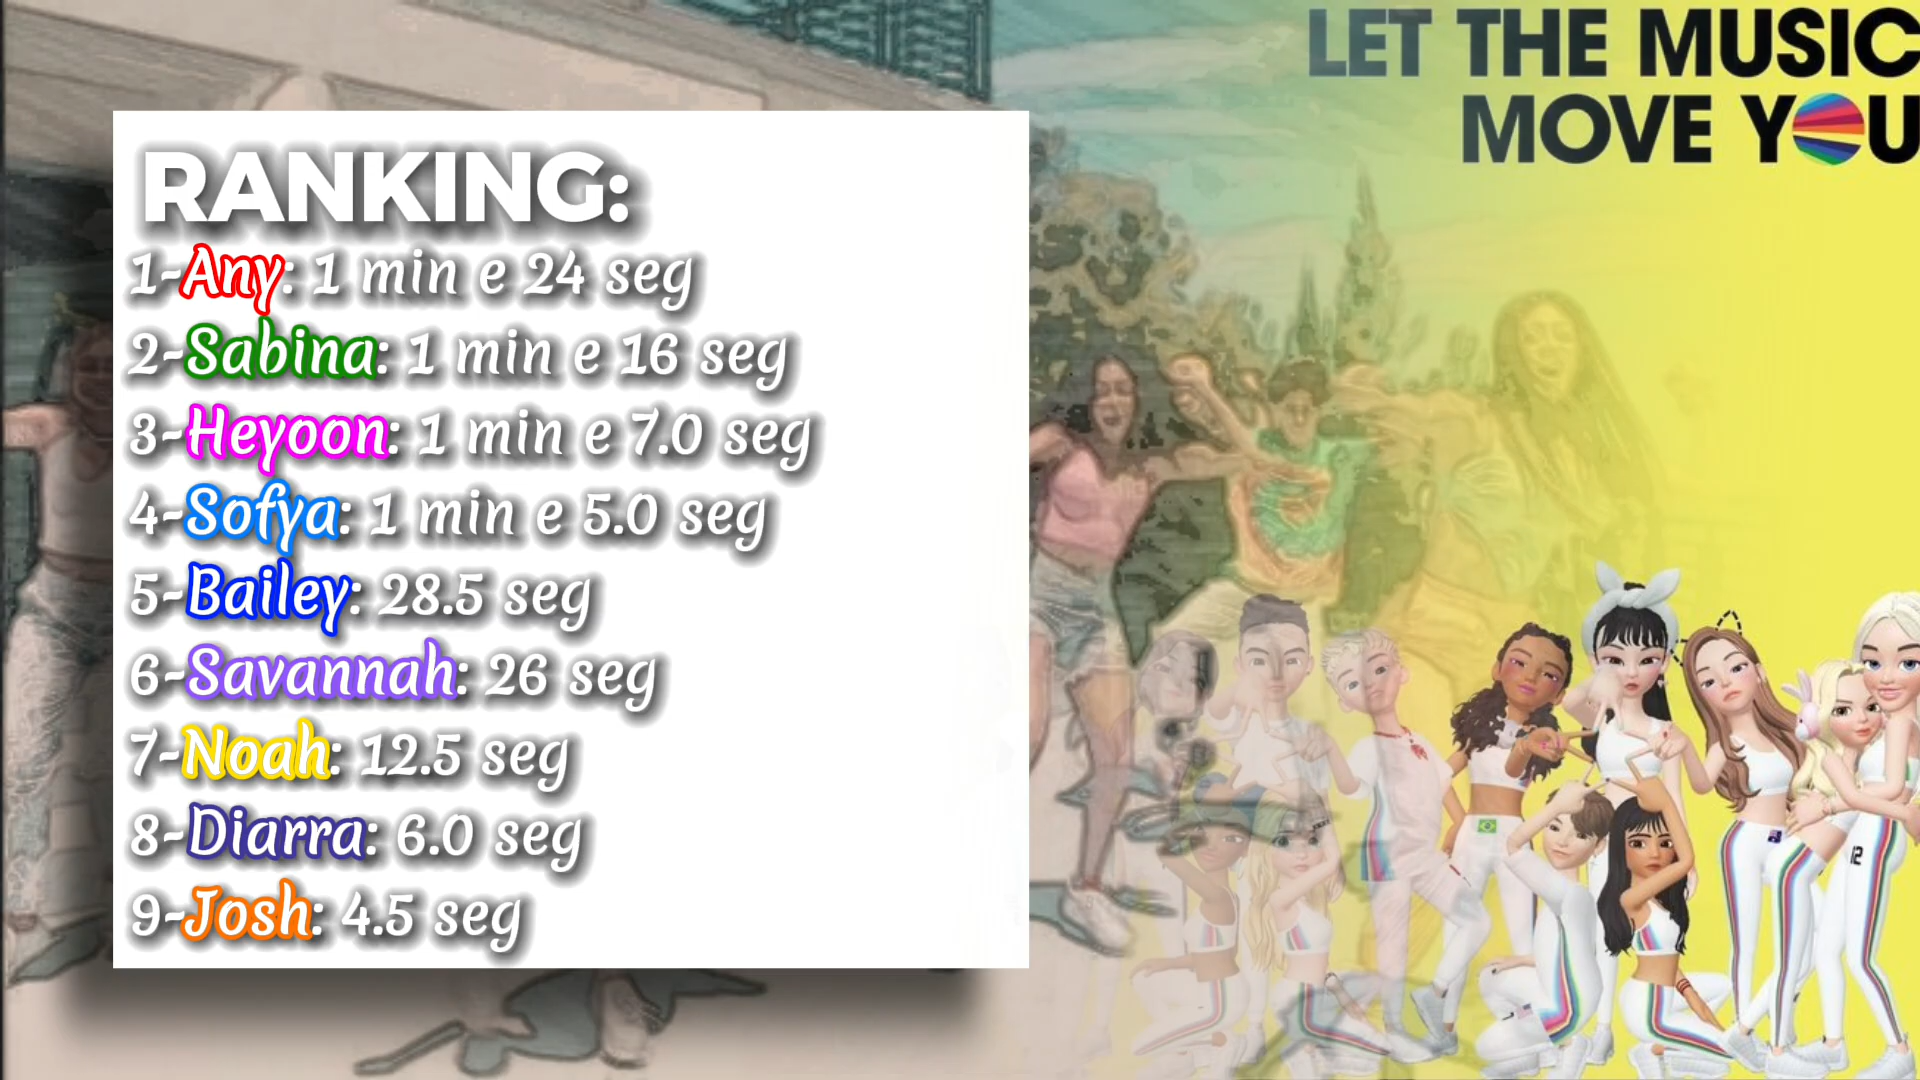 LET THE MUSIC
MOVE YOU
RANKING:
1-Any: 1 min e 24 seg
2-Sabina: 1 min e 16 seg
3-Heyoon: 1 min e 7.0 seg
4-Sofya: 1 min e 5.0 seg
5-Bailey: 28.5 seg
6-Savannah: 26 seg
7-Noah: 12.5 seg
8-Diarra: 6.0 seg
9-Josh: 4.5 seg
12